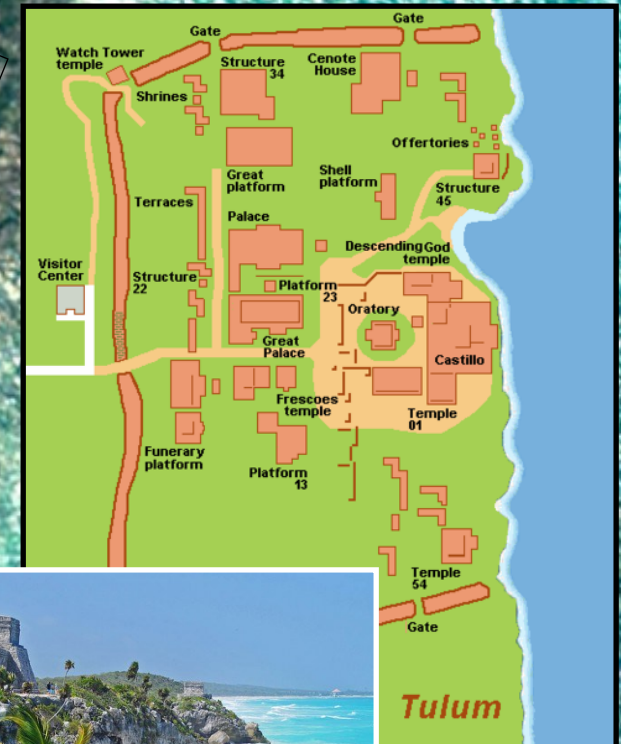 Gate
Gate
Watch Tower
temple
Structure
34
Cenote
House
Shrines
Offertories
Great
platform
Shell
platform
Structure
45
Terraces
Palace
Descending God
temple
Visitor
Center
Structure
22
Platform
23
Oratory
Great
Palace
Castillo
Frescoes
temple
Temple
01
Funerary
platform
Platform
13
Temple
54
Gate
Tulum